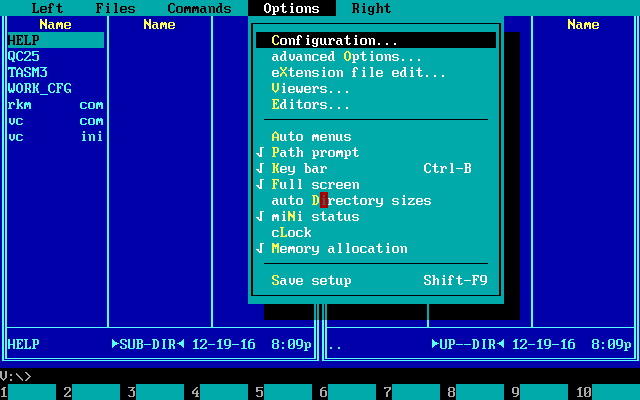 Left Files Commands Options Right
Name Name Name
HELP
QC25
TASM3
WORK_CFG
rkm com
vc com
vc ini
Configuration...
advanced Options...
eXtension file edit...
Viewers...
Editors...
Auto menus
√ Path prompt
√ Key bar Ctrl-B
√ Full screen
auto Directory sizes
√ miNi status
cLock
√ Memory allocation
Save setup Shift-F9
HELP ►SUB-DIR◄ 12-19-16 8:09p .. ►UP--DIR◄ 12-19-16 8:09p
V:\>
1 2 3 4 5 6 7 8 9 10